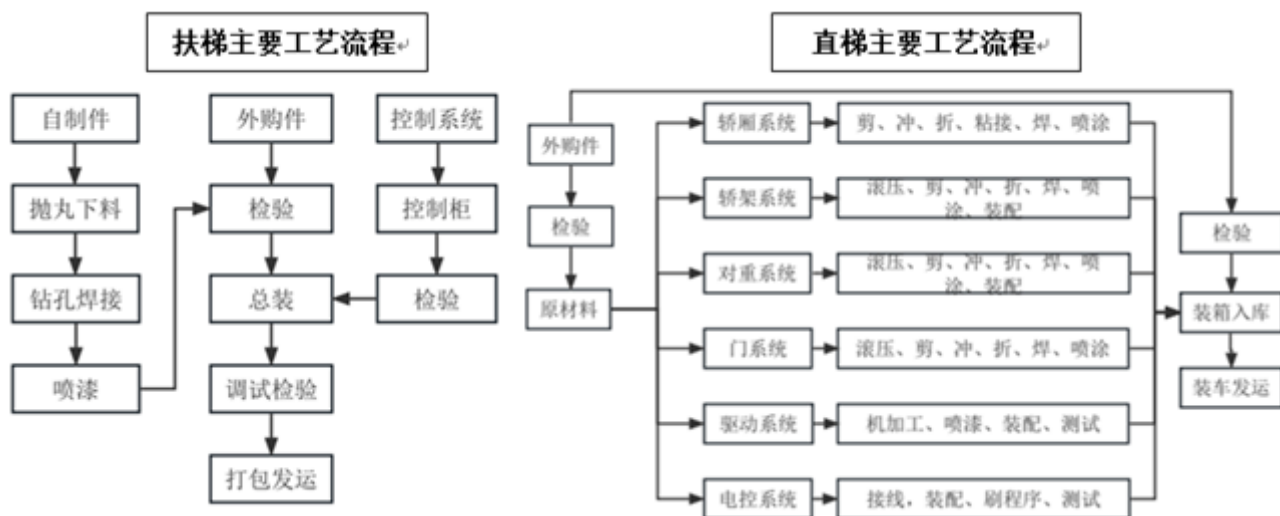 扶梯主要工艺流程
自制件
外购件
控制系统
抛丸下料
检验
控制柜
钻孔焊接
总装
检验
喷漆
调试检验
打包发运
直梯主要工艺流程
外购件
检验
原材料
轿厢系统
剪、冲、折、粘接、焊、喷涂
轿架系统
滚压、剪、冲、折、焊、喷
涂、装配
对重系统
滚压、剪、冲、折、焊、喷
涂、装配
门系统
滚压、剪、冲、折、焊、喷涂
驱动系统
机加工、喷漆、装配、测试
电控系统
接线，装配、刷程序、测试
检验
装箱入库
装车发运